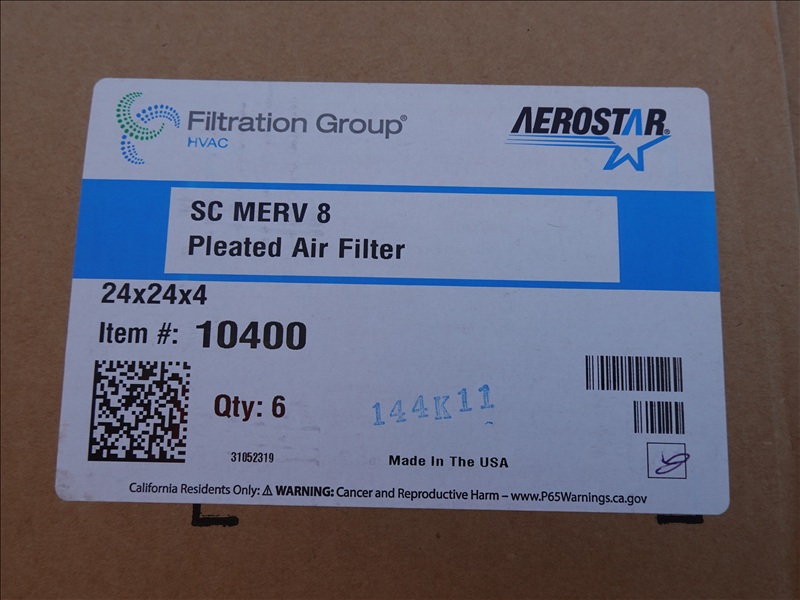 Filtration Group®
HVAC
AEROSTAR®
SC MERV 8
Pleated Air Filter
24x24x4
Item #: 10400
Qty: 6
144K11
31052319
Made In The USA
California Residents Only: ⚠ WARNING: Cancer and Reproductive Harm – www.P65Warnings.ca.gov